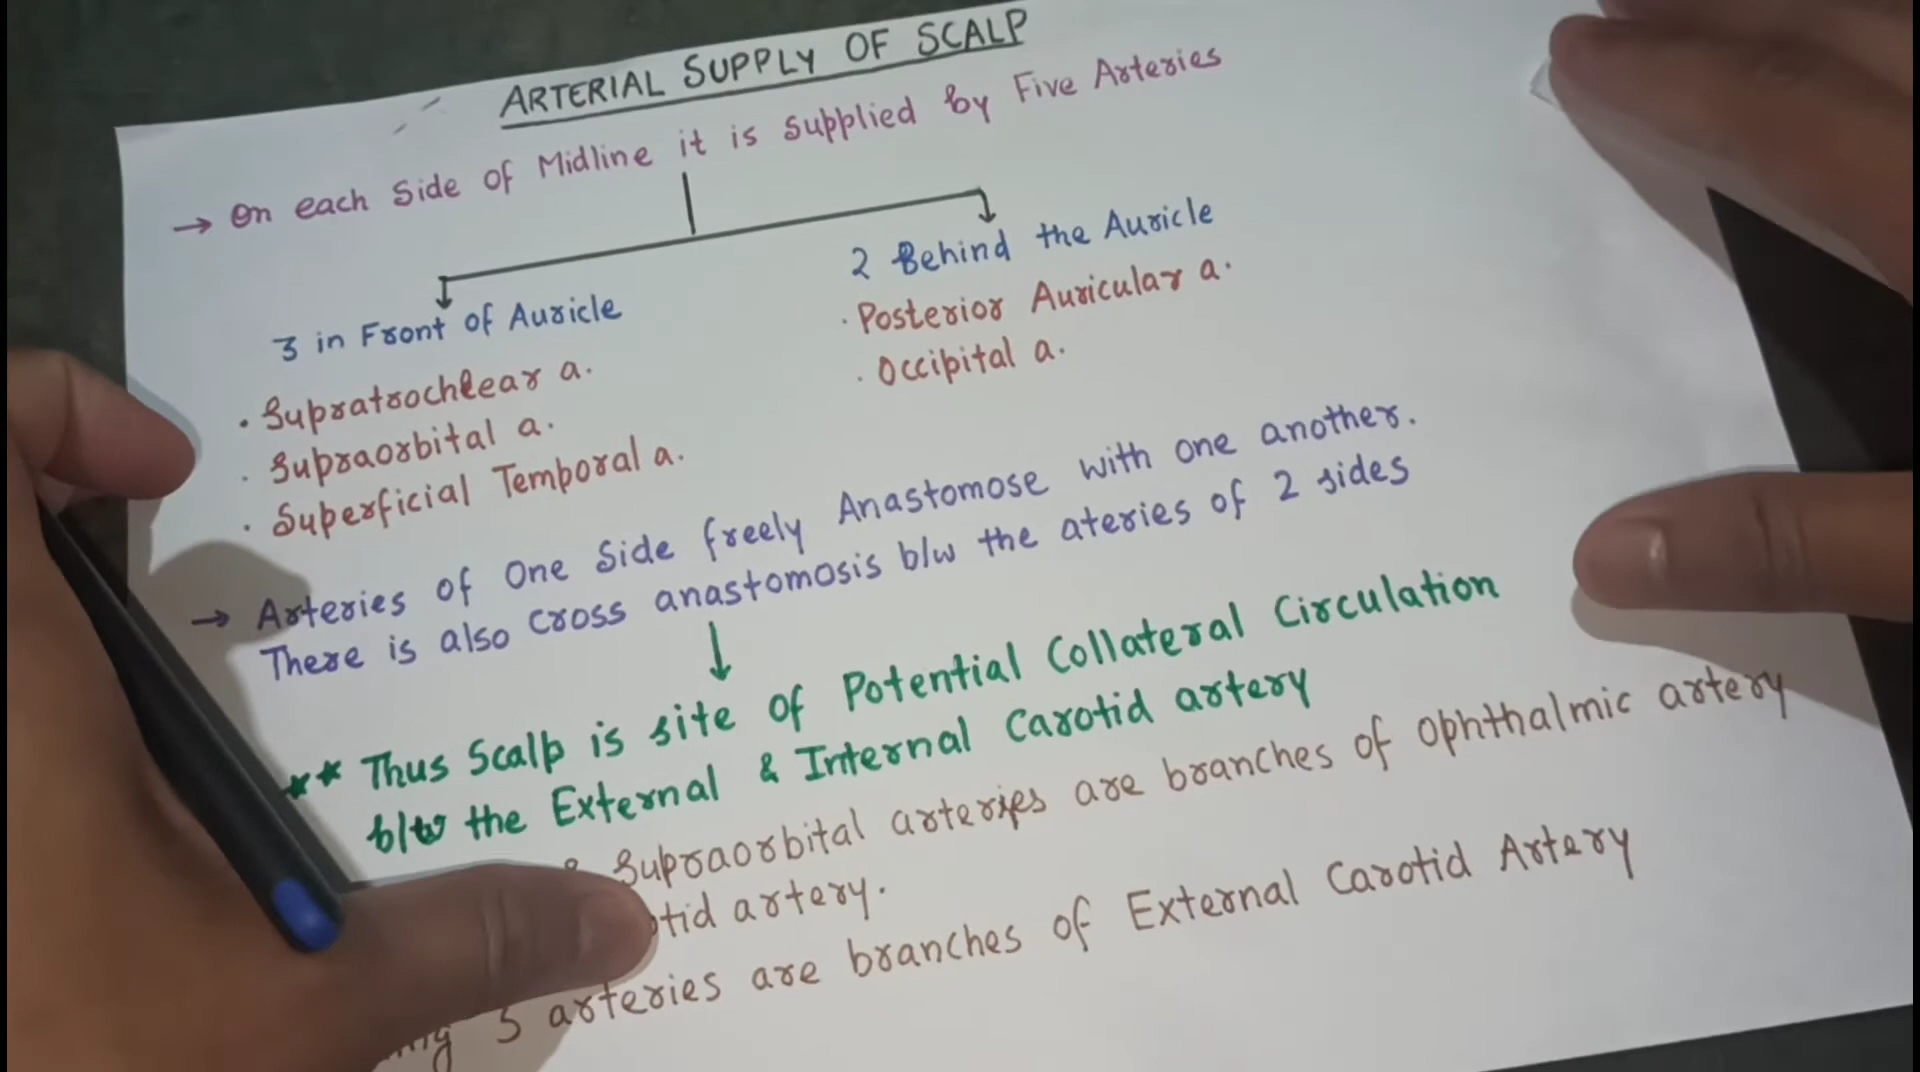 ARTERIAL SUPPLY OF SCALP
→ On each Side of Midline it is supplied by Five Arteries
3 in Front of Auricle
· Supratrochlear a.
· Supraorbital a.
· Superficial Temporal a.
2 Behind the Auricle
· Posterior Auricular a.
· Occipital a.
→ Arteries of One Side freely Anastomose with one another.
There is also cross anastomosis b/w the ateries of 2 sides
** Thus Scalp is site of Potential Collateral Circulation
b/w the External & Internal Carotid artery
& Supraorbital arteries are branches of ophthalmic artery
artery.
arteries are branches of External Carotid Artery